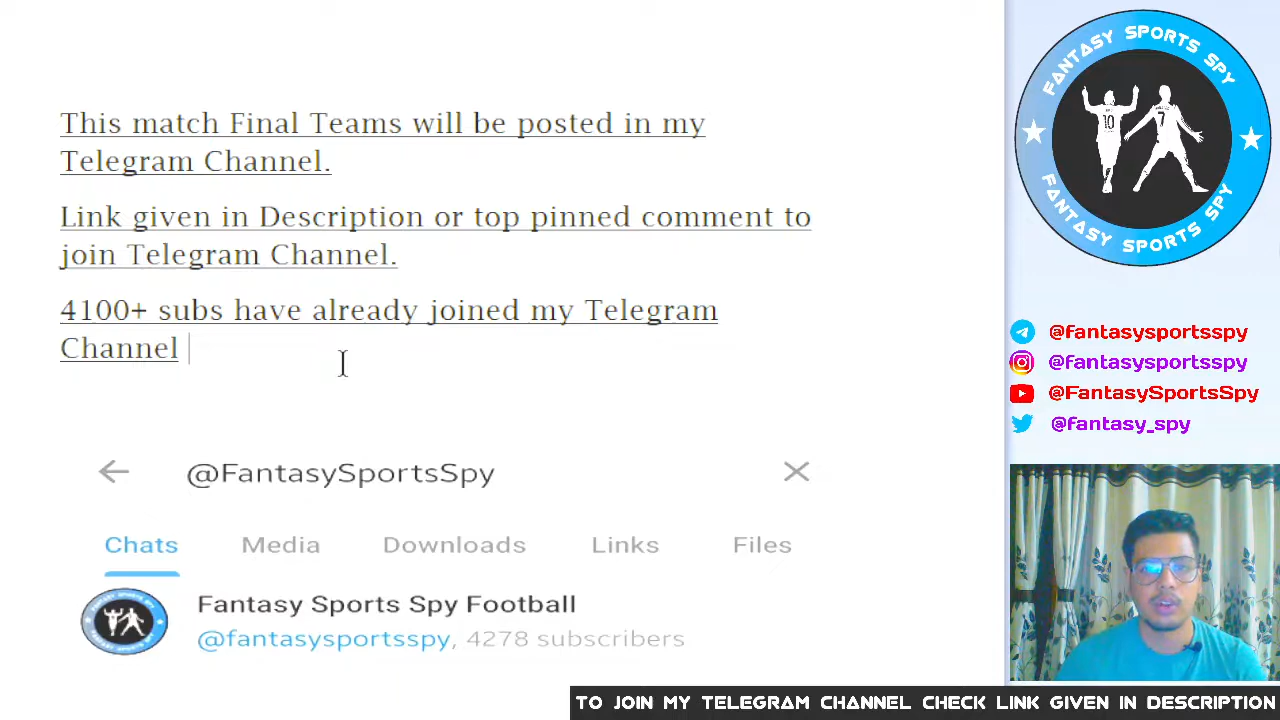 This match Final Teams will be posted in my
Telegram Channel.
Link given in Description or top pinned comment to
join Telegram Channel.
4100+ subs have already joined my Telegram
Channel
@FantasySportsSpy
Chats Media Downloads Links Files
Fantasy Sports Spy Football
@fantasysportsspy, 4278 subscribers
FANTASY SPORTS SPY
10 7
FANTASY SPORTS SPY
@fantasysportsspy
@fantasysportsspy
@FantasySportsSpy
@fantasy_spy
TO JOIN MY TELEGRAM CHANNEL CHECK LINK GIVEN IN DESCRIPTION